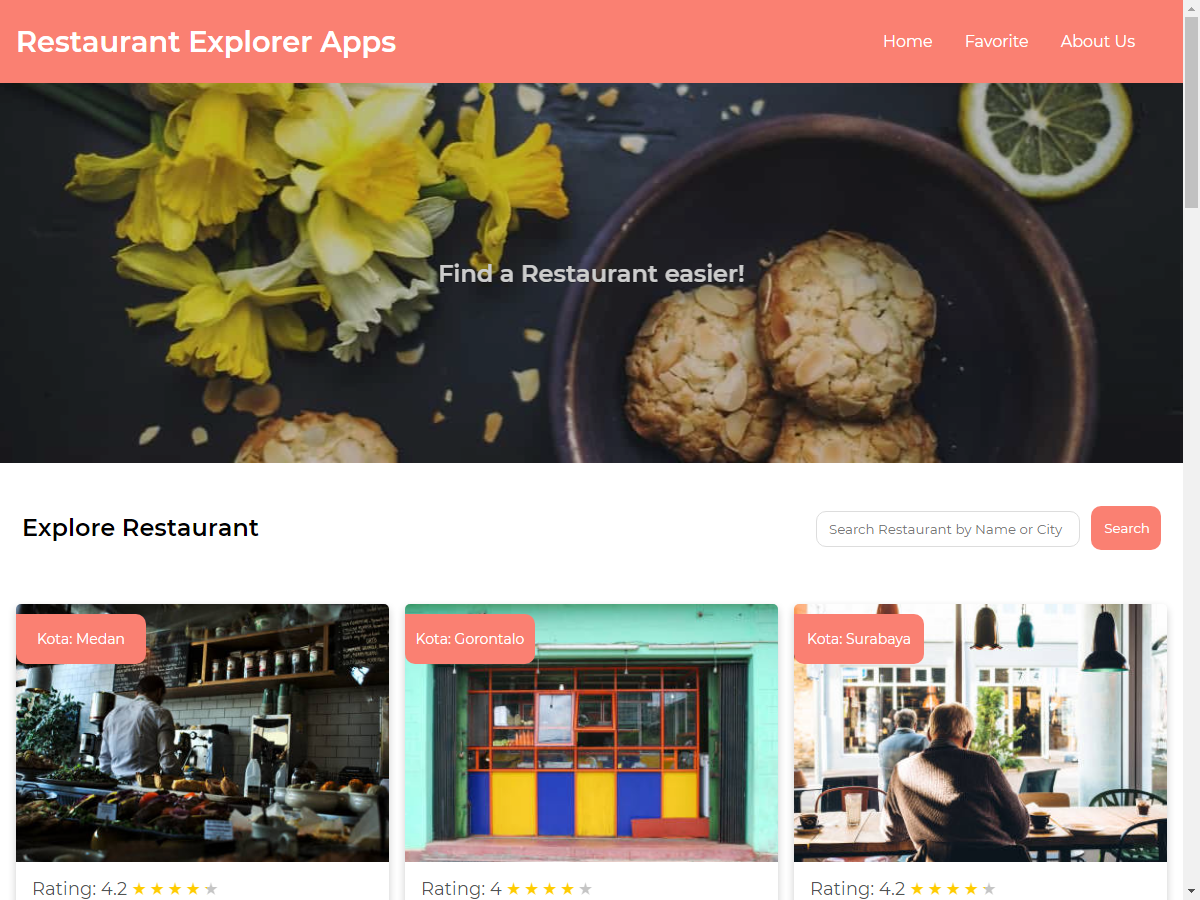 Restaurant Explorer Apps
Home Favorite About Us
Find a Restaurant easier!
Explore Restaurant
Search Restaurant by Name or City
Search
Kota: Medan
Kota: Gorontalo
Kota: Surabaya
Rating: 4.2 ★ ★ ★ ★ ★
Rating: 4 ★ ★ ★ ★ ★
Rating: 4.2 ★ ★ ★ ★ ★